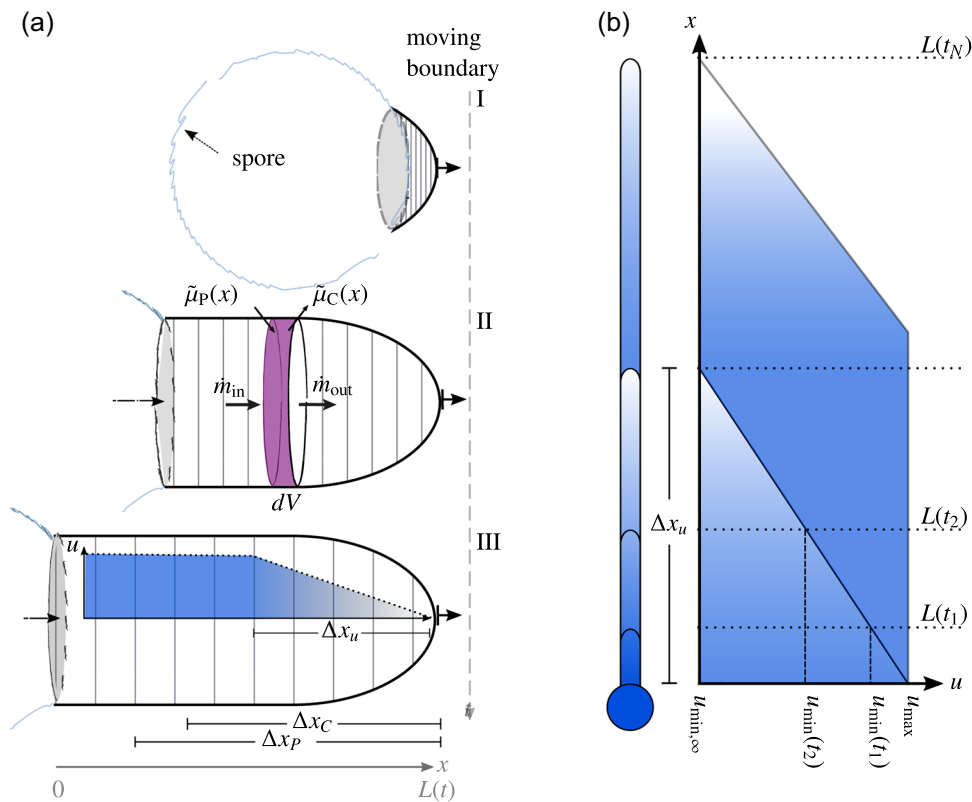 (a)
moving
boundary
I
spore
μ̃P(x)
μ̃C(x)
II
ṁin
ṁout
dV
III
u
Δxu
ΔxC
ΔxP
x
0
L(t)
(b)
x
L(tN)
Δxu
L(t2)
L(t1)
u
umin,∞
umin(t2)
umin(t1)
umax